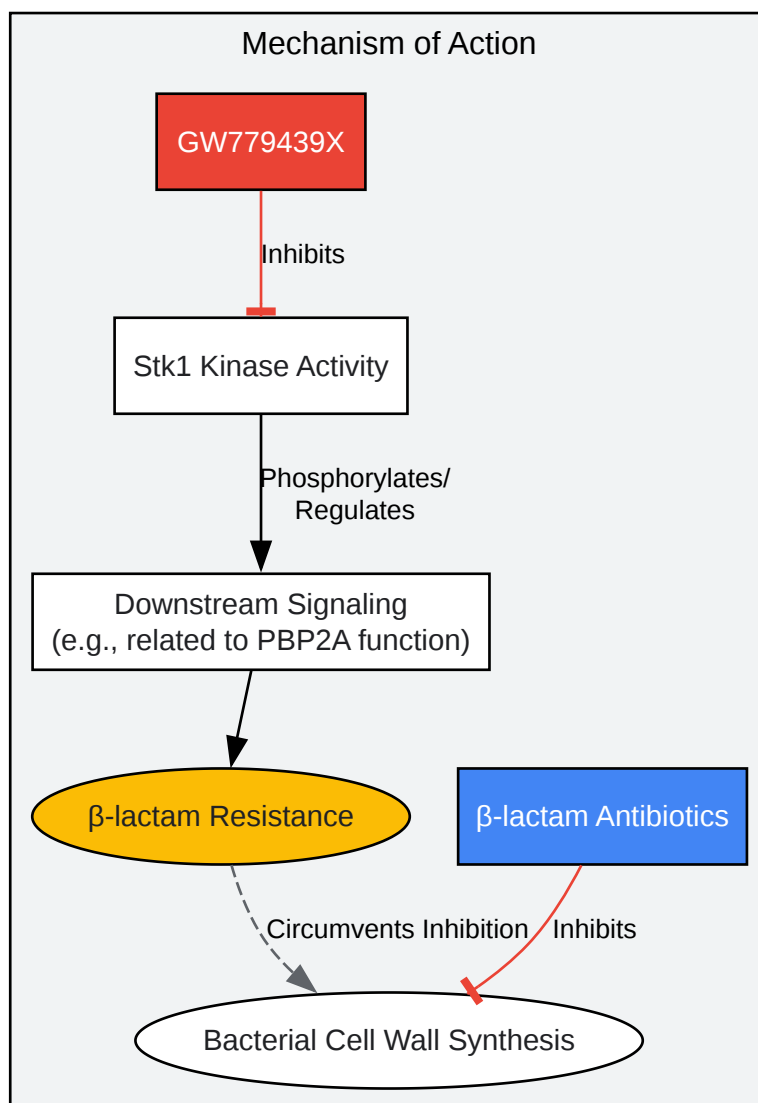 Mechanism of Action
GW779439X
Inhibits
Stk1 Kinase Activity
Phosphorylates/
Regulates
Downstream Signaling
(e.g., related to PBP2A function)
β-lactam Resistance
β-lactam Antibiotics
Circumvents Inhibition
Inhibits
Bacterial Cell Wall Synthesis